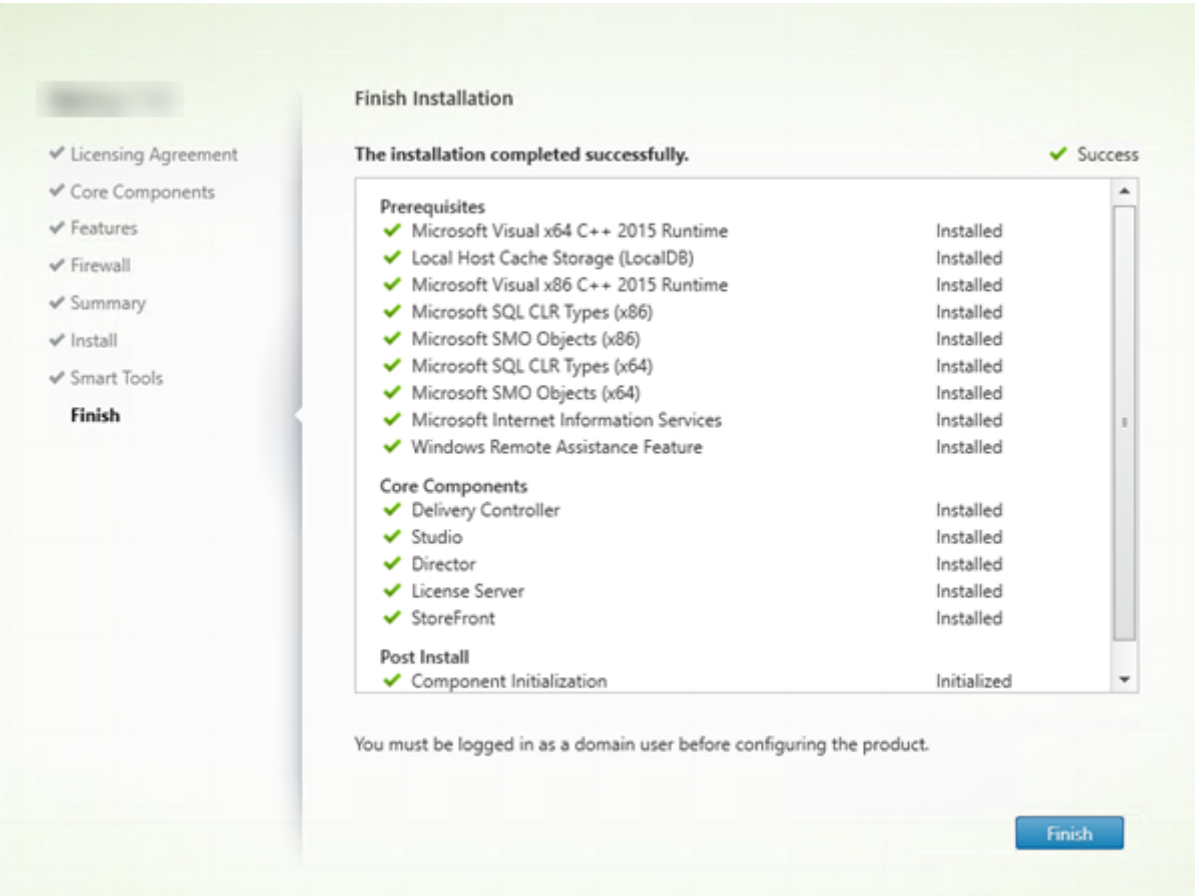 Licensing Agreement
Core Components
Features
Firewall
Summary
Install
Smart Tools
Finish
Finish Installation
The installation completed successfully.
Success
Prerequisites
Microsoft Visual x64 C++ 2015 Runtime Installed
Local Host Cache Storage (LocalDB) Installed
Microsoft Visual x86 C++ 2015 Runtime Installed
Microsoft SQL CLR Types (x86) Installed
Microsoft SMO Objects (x86) Installed
Microsoft SQL CLR Types (x64) Installed
Microsoft SMO Objects (x64) Installed
Microsoft Internet Information Services Installed
Windows Remote Assistance Feature Installed
Core Components
Delivery Controller Installed
Studio Installed
Director Installed
License Server Installed
StoreFront Installed
Post Install
Component Initialization Initialized
You must be logged in as a domain user before configuring the product.
Finish